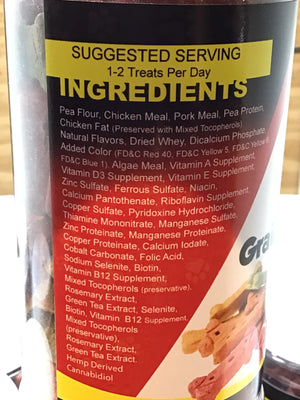 SUGGESTED SERVING
1-2 Treats Per Day
INGREDIENTS
Pea Flour, Chicken Meal, Pork Meal, Pea Protein,
Chicken Fat (Preserved with Mixed Tocopherols)
Natural Flavors, Dried Whey, Dicalcium Phosphate,
Added Color (FD&C Red 40, FD&C Yellow 5, FD&C Yellow 6,
FD&C Blue 1). Algae Meal, Vitamin A Supplement,
Vitamin D3 Supplement, Vitamin E Supplement,
Zinc Sulfate, Ferrous Sulfate, Niacin,
Calcium Pantothenate, Riboflavin Supplement,
Copper Sulfate, Pyridoxine Hydrochloride,
Thiamine Mononitrate, Manganese Sulfate,
Zinc Proteinate, Manganese Proteinate,
Copper Proteinate, Calcium Iodate,
Cobalt Carbonate, Folic Acid,
Sodium Selenite, Biotin,
Vitamin B12 Supplement,
Mixed Tocopherols (preservative),
Rosemary Extract,
Green Tea Extract, Selenite,
Biotin, Vitamin B12 Supplement,
Mixed Tocopherols
(preservative),
Rosemary Extract,
Green Tea Extract.
Hemp Derived
Cannabidiol